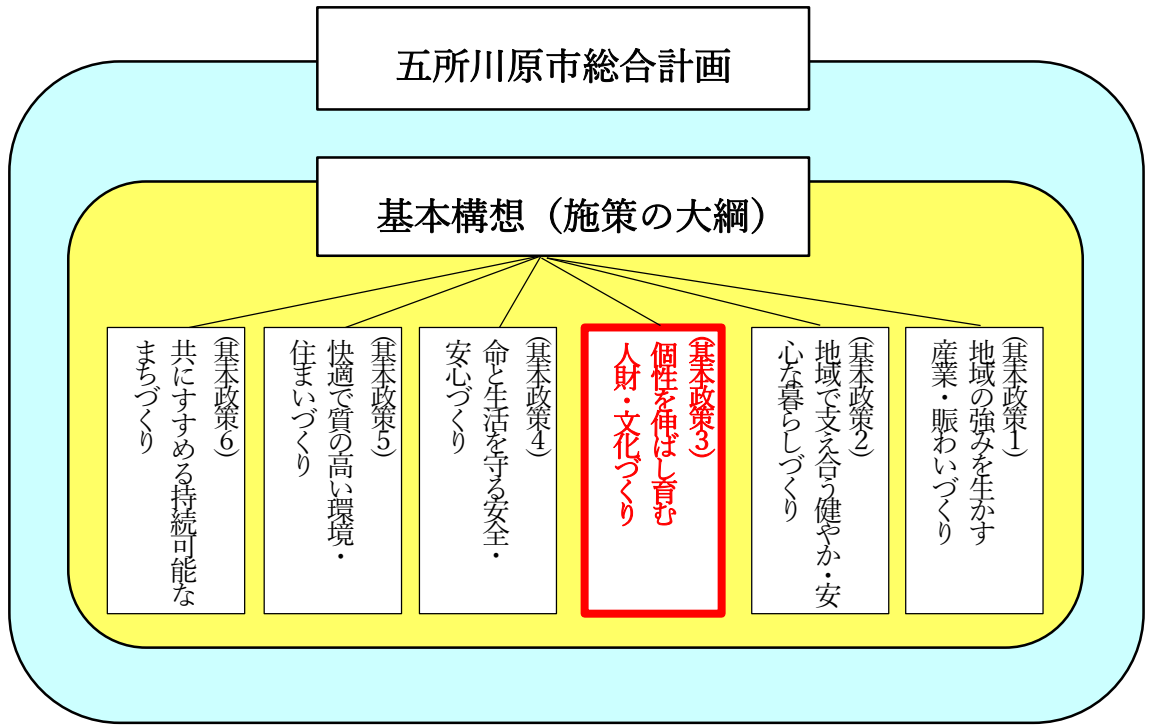 五所川原市総合計画
基本構想（施策の大綱）
（基本政策１）
地域の強みを生かす
産業・賑わいづくり
（基本政策２）
地域で支え合う健やか・安
心な暮らしづくり
（基本政策３）
個性を伸ばし育む
人財・文化づくり
（基本政策４）
命と生活を守る安全・
安心づくり
（基本政策５）
快適で質の高い環境・
住まいづくり
（基本政策６）
共にすすめる持続可能な
まちづくり